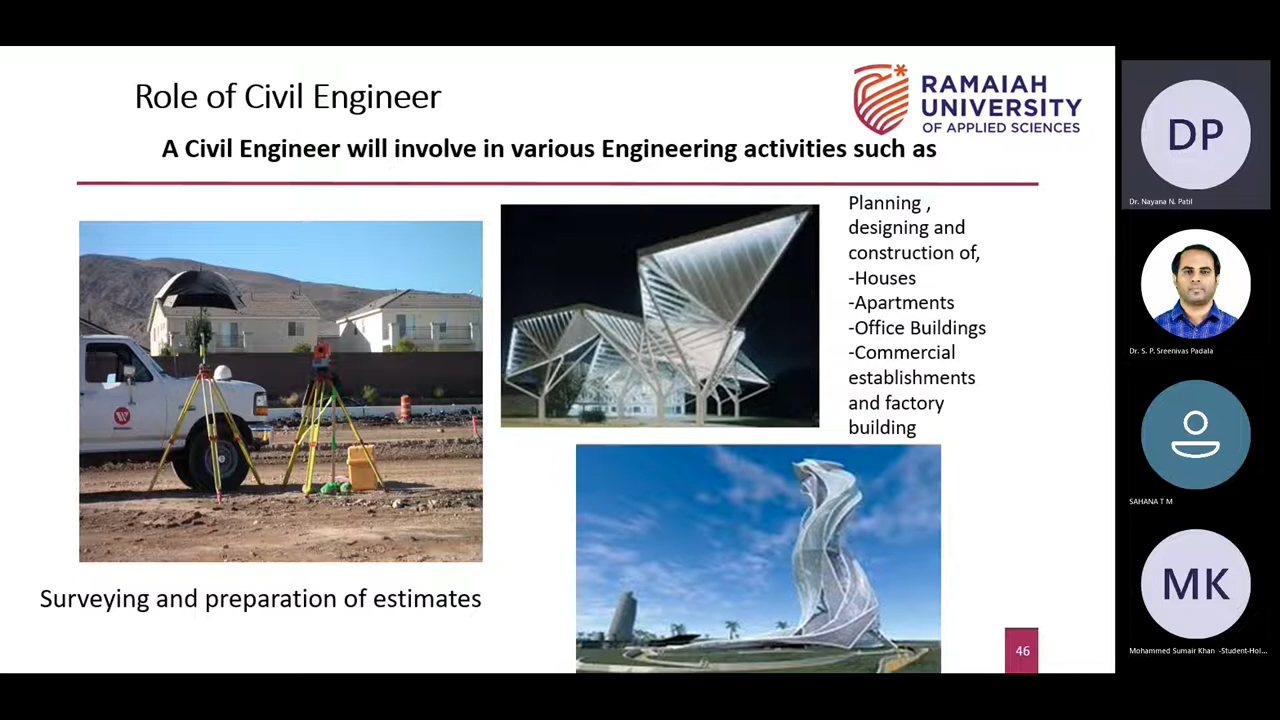 Role of Civil Engineer
RAMAIAH
UNIVERSITY
OF APPLIED SCIENCES
A Civil Engineer will involve in various Engineering activities such as
Planning ,
designing and
construction of,
-Houses
-Apartments
-Office Buildings
-Commercial
establishments
and factory
building
Surveying and preparation of estimates
46
DP
Dr. Nayana N. Patil
Dr. S. P. Sreenivas Padala
SAHANA T M
MK
Mohammed Sumair Khan -Student-Hol...